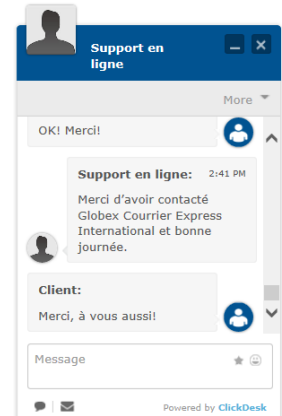 Support en
ligne
More
OK! Merci!
Support en ligne: 2:41 PM
Merci d’avoir contacté
Globex Courrier Express
International et bonne
journée.
Client:
Merci, à vous aussi!
Message
Powered by ClickDesk